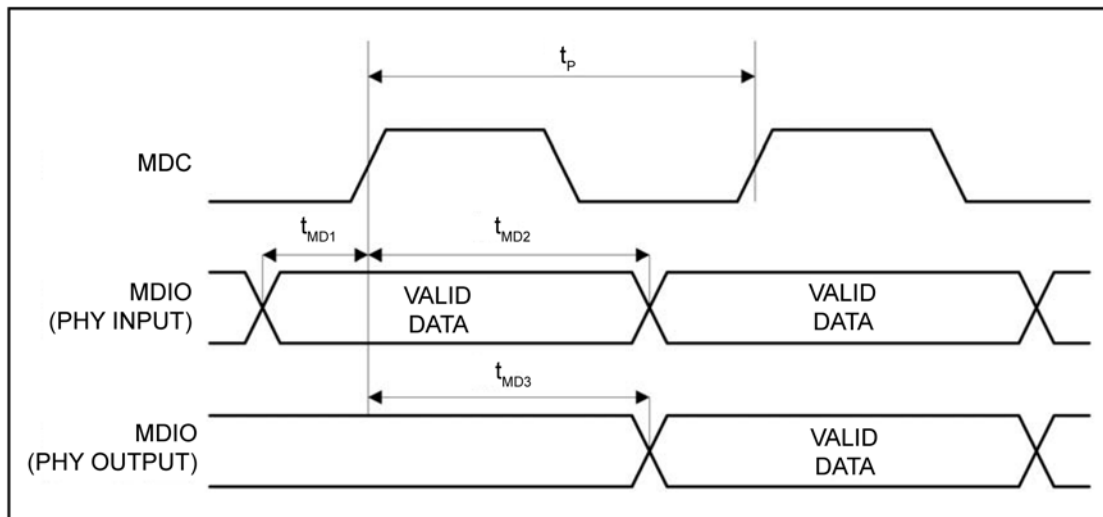 tP
MDC
tMD1
tMD2
MDIO
(PHY INPUT)
VALID
DATA
VALID
DATA
tMD3
MDIO
(PHY OUTPUT)
VALID
DATA